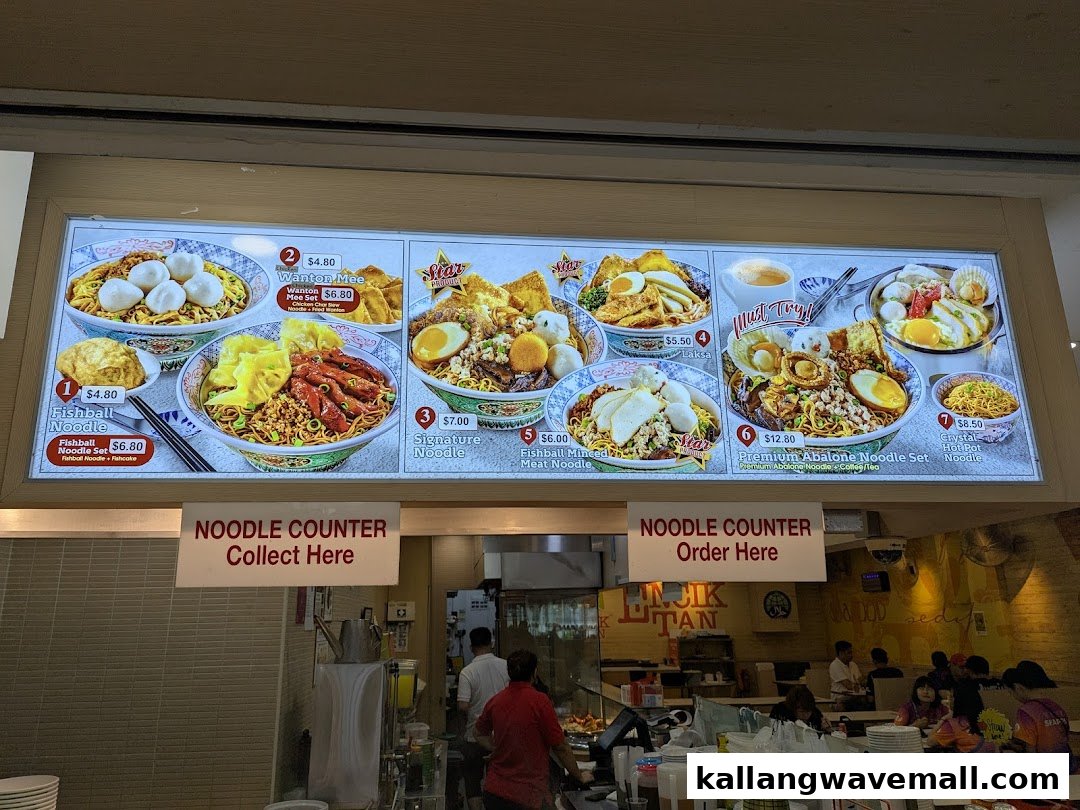 1
$4.80
Fishball
Noodle
Fishball
Noodle Set
$6.80
Fishball Noodle + Fishcake
2
$4.80
Wanton Mee
Wanton
Mee Set
$6.80
Chicken Char Siew
Noodle + Fried Wanton
Star
PRODUCT
3
$7.00
Signature
Noodle
Star
PRODUCT
4
$5.50
Laksa
5
$6.00
Fishball Minced
Meat Noodle
Star
PRODUCT
Must Try!
6
$12.80
Premium Abalone Noodle Set
Premium Abalone Noodle + Coffee/Tea
7
$8.50
Crystal
Hot Pot
Noodle
NOODLE COUNTER
Collect Here
NOODLE COUNTER
Order Here
ENCIK
TAN
sedap
kallangwavemall.com